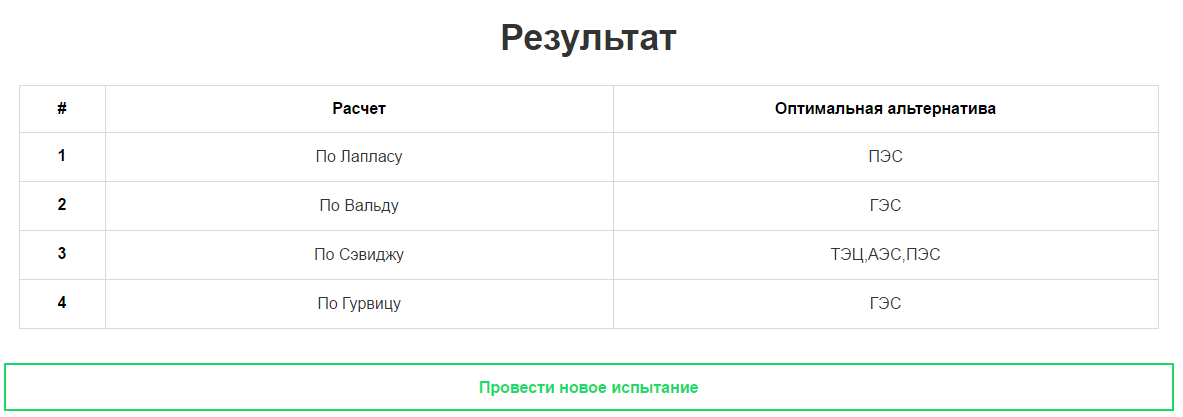 Результат
# Расчет Оптимальная альтернатива
1 По Лапласу ПЭС
2 По Вальду ГЭС
3 По Сэвиджу ТЭЦ,АЭС,ПЭС
4 По Гурвицу ГЭС
Провести новое испытание